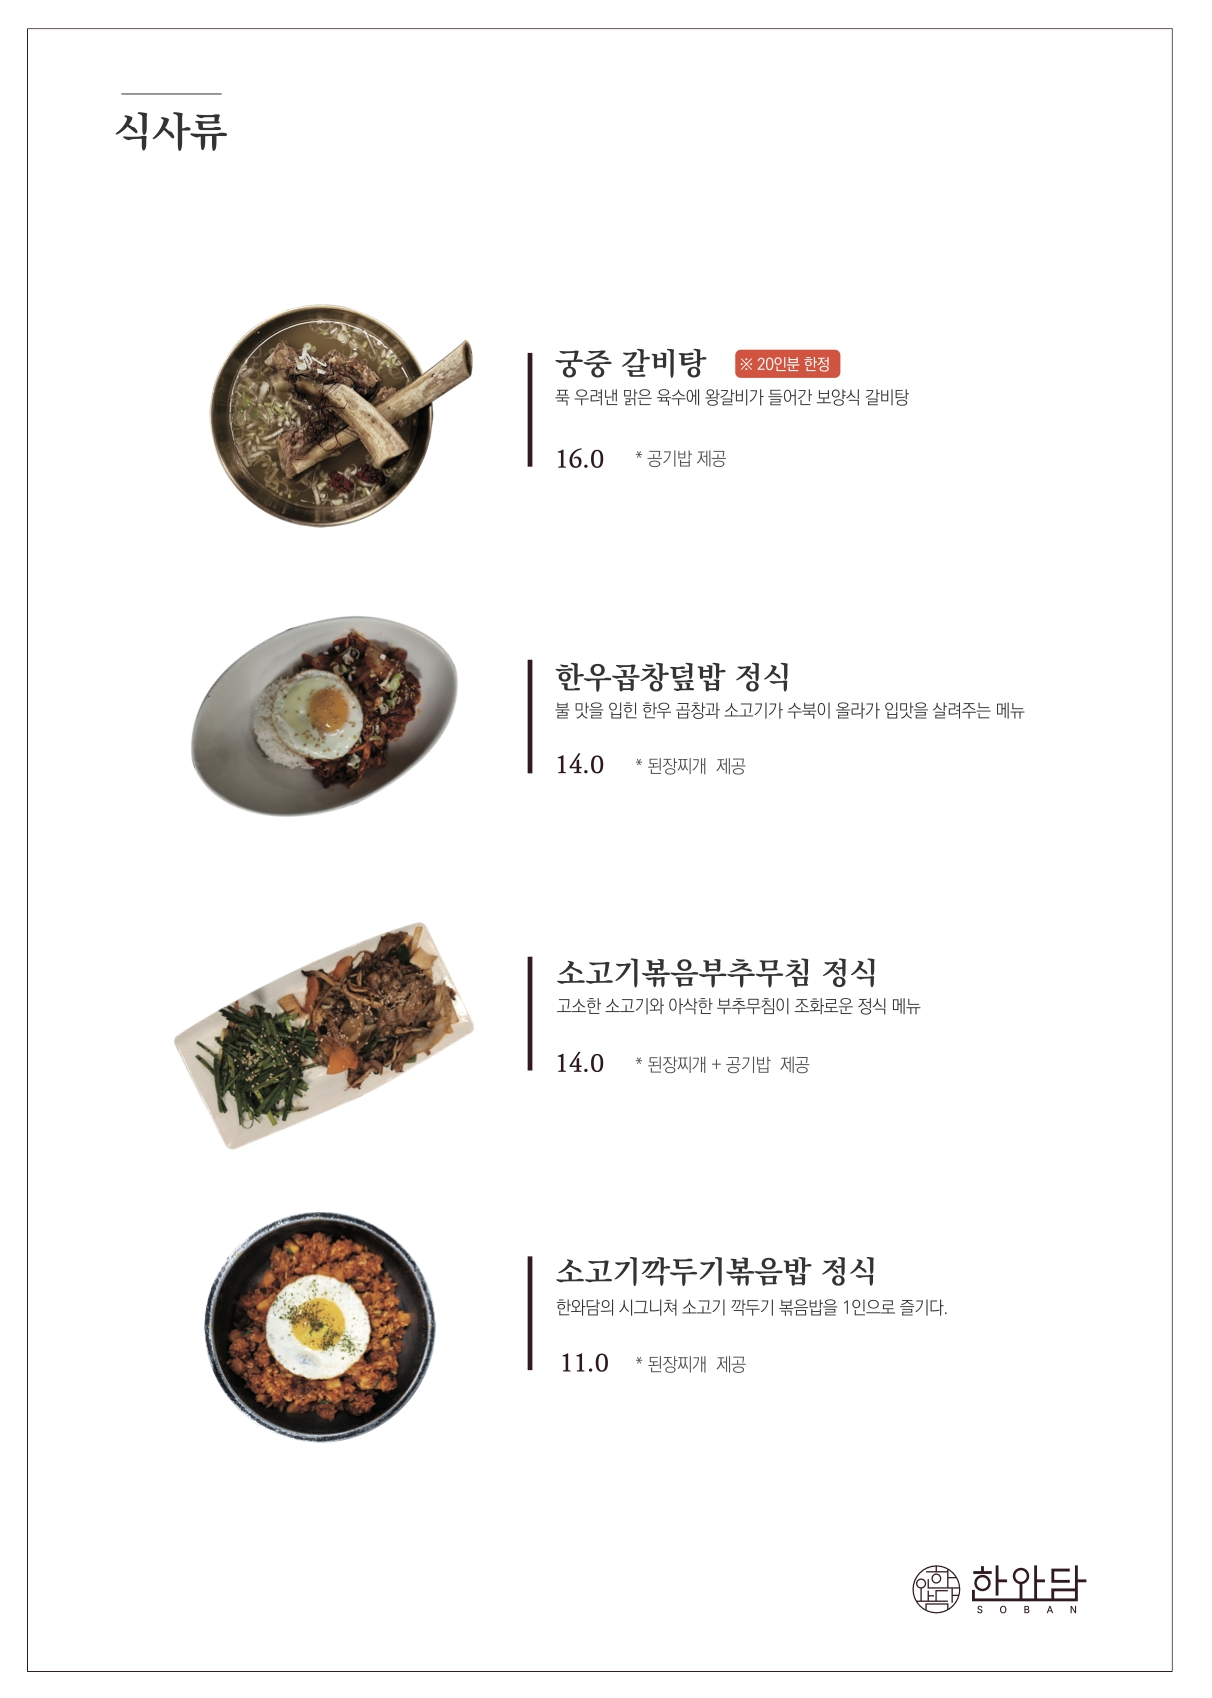 식사류
궁중 갈비탕 ※ 20인분 한정
푹 우려낸 맑은 육수에 왕갈비가 들어간 보양식 갈비탕
16.0 * 공기밥 제공
한우곱창덮밥 정식
불 맛을 입힌 한우 곱창과 소고기가 수북이 올라가 입맛을 살려주는 메뉴
14.0 * 된장찌개 제공
소고기볶음부추무침 정식
고소한 소고기와 아삭한 부추무침이 조화로운 정식 메뉴
14.0 * 된장찌개 + 공기밥 제공
소고기깍두기볶음밥 정식
한와담의 시그니쳐 소고기 깍두기 볶음밥을 1인으로 즐기다.
11.0 * 된장찌개 제공
한와담
SOBAN